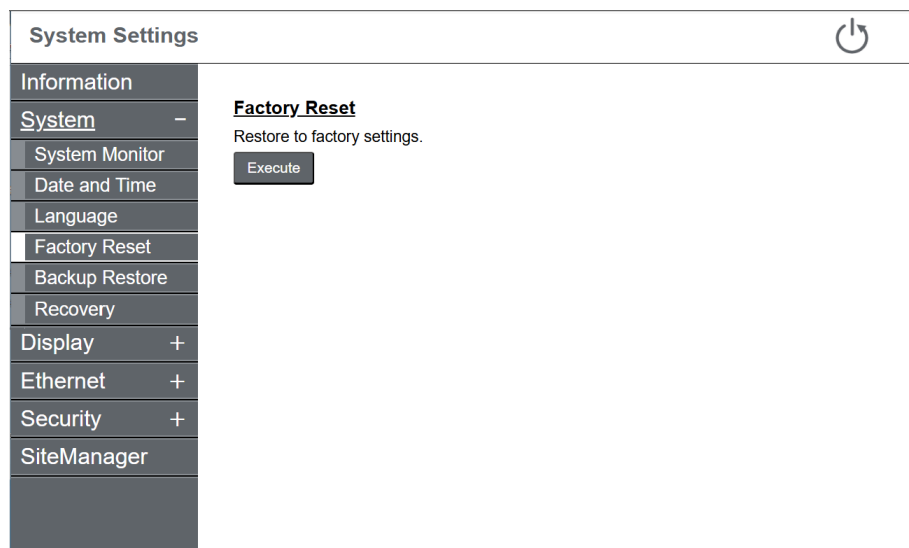 System Settings
Information
System −
System Monitor
Date and Time
Language
Factory Reset
Backup Restore
Recovery
Display +
Ethernet +
Security +
SiteManager
Factory Reset
Restore to factory settings.
Execute